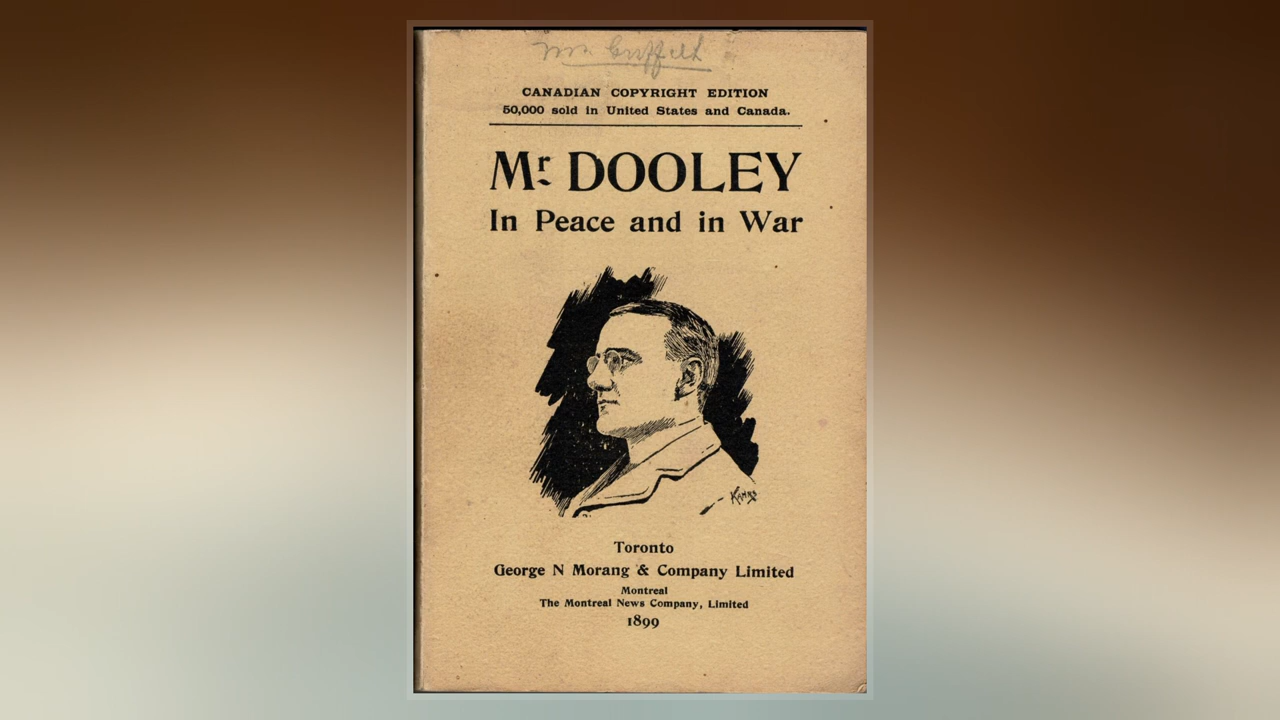 CANADIAN COPYRIGHT EDITION
50,000 sold in United States and Canada.
Mr DOOLEY
In Peace and in War
Toronto
George N Morang & Company Limited
Montreal
The Montreal News Company, Limited
1899